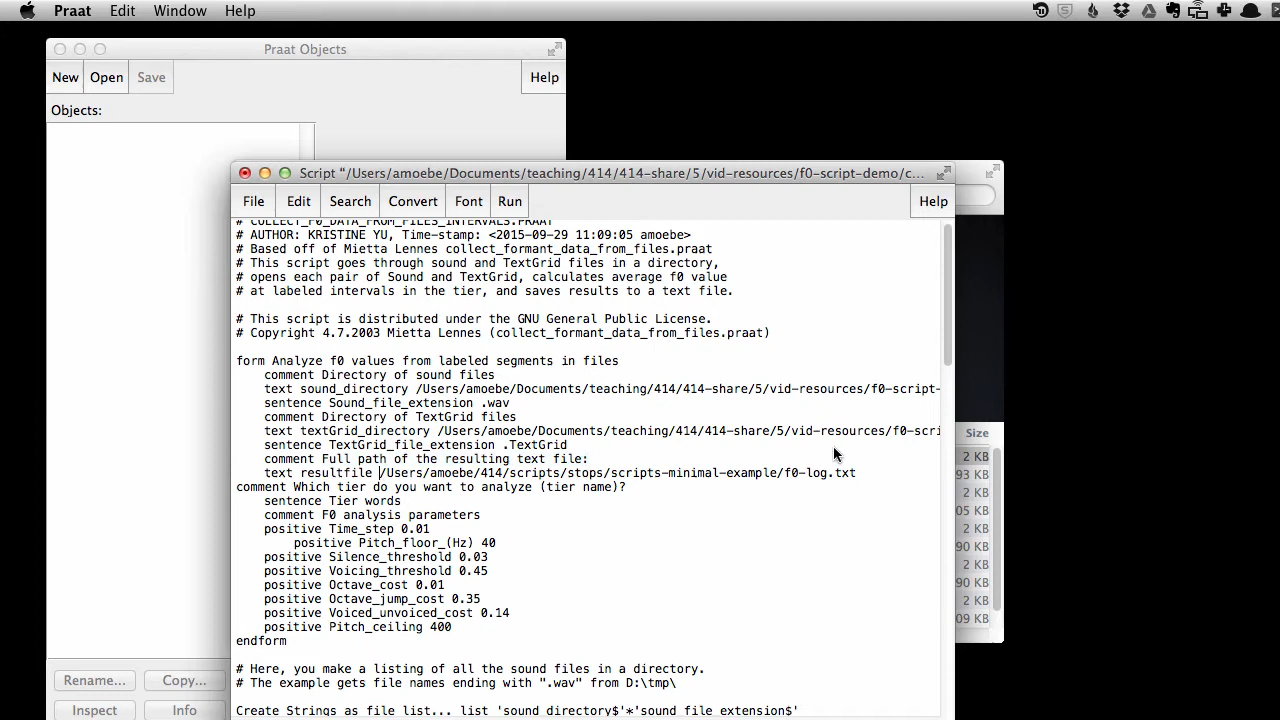 Praat Edit Window Help
Praat Objects
New Open Save Help
Objects:
Script "/Users/amoebe/Documents/teaching/414/414-share/5/vid-resources/f0-script-demo/c...
File Edit Search Convert Font Run Help
# COLLECT_F0_DATA_FROM_FILES_INTERVALS.PRAAT
# AUTHOR: KRISTINE YU, Time-stamp: <2015-09-29 11:09:05 amoebe>
# Based off of Mietta Lennes collect_formant_data_from_files.praat
# This script goes through sound and TextGrid files in a directory,
# opens each pair of Sound and TextGrid, calculates average f0 value
# at labeled intervals in the tier, and saves results to a text file.
# This script is distributed under the GNU General Public License.
# Copyright 4.7.2003 Mietta Lennes (collect_formant_data_from_files.praat)
form Analyze f0 values from labeled segments in files
comment Directory of sound files
text sound_directory /Users/amoebe/Documents/teaching/414/414-share/5/vid-resources/f0-script-
sentence Sound_file_extension .wav
comment Directory of TextGrid files
text textGrid_directory /Users/amoebe/Documents/teaching/414/414-share/5/vid-resources/f0-scri
sentence TextGrid_file_extension .TextGrid
comment Full path of the resulting text file:
text resultfile /Users/amoebe/414/scripts/stops/scripts-minimal-example/f0-log.txt
comment Which tier do you want to analyze (tier name)?
sentence Tier words
comment F0 analysis parameters
positive Time_step 0.01
positive Pitch_floor_(Hz) 40
positive Silence_threshold 0.03
positive Voicing_threshold 0.45
positive Octave_cost 0.01
positive Octave_jump_cost 0.35
positive Voiced_unvoiced_cost 0.14
positive Pitch_ceiling 400
endform
# Here, you make a listing of all the sound files in a directory.
# The example gets file names ending with ".wav" from D:\tmp\
Create Strings as file list... list 'sound_directory$'*'sound_file_extension$'
Size
2 KB
93 KB
2 KB
05 KB
2 KB
90 KB
2 KB
90 KB
2 KB
09 KB
Rename... Copy...
Inspect Info